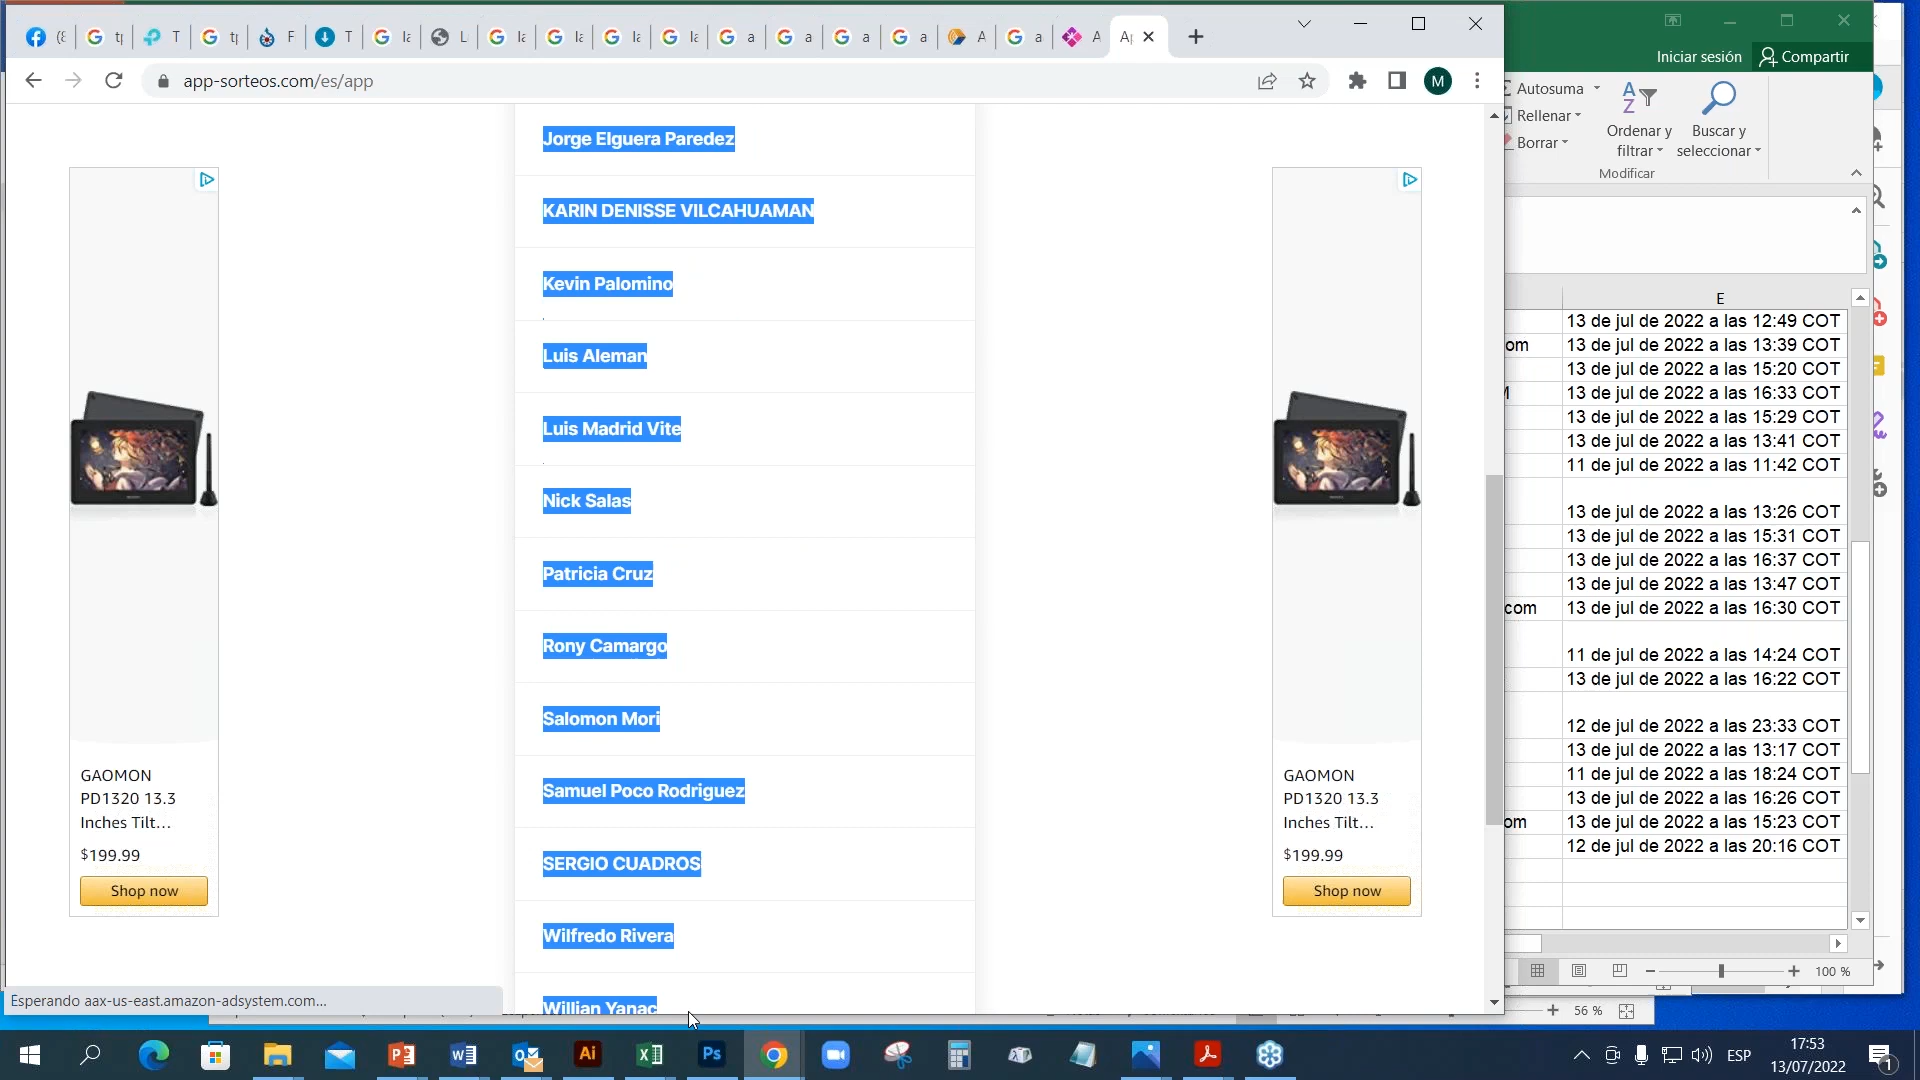 (8
T
F
T
L
A
A
Ap
app-sorteos.com/es/app
M
Iniciar sesión
Compartir
Autosuma
Rellenar
Borrar
Ordenar y
filtrar
Buscar y
seleccionar
Modificar
Jorge Elguera Paredez
KARIN DENISSE VILCAHUAMAN
Kevin Palomino
Luis Aleman
Luis Madrid Vite
Nick Salas
Patricia Cruz
Rony Camargo
Salomon Mori
Samuel Poco Rodriguez
SERGIO CUADROS
Wilfredo Rivera
Willian Yanac
GAOMON
PD1320 13.3
Inches Tilt...
$199.99
Shop now
GAOMON
PD1320 13.3
Inches Tilt...
$199.99
Shop now
E
13 de jul de 2022 a las 12:49 COT
om 13 de jul de 2022 a las 13:39 COT
13 de jul de 2022 a las 15:20 COT
13 de jul de 2022 a las 16:33 COT
13 de jul de 2022 a las 15:29 COT
13 de jul de 2022 a las 13:41 COT
11 de jul de 2022 a las 11:42 COT
13 de jul de 2022 a las 13:26 COT
13 de jul de 2022 a las 15:31 COT
13 de jul de 2022 a las 16:37 COT
13 de jul de 2022 a las 13:47 COT
com 13 de jul de 2022 a las 16:30 COT
11 de jul de 2022 a las 14:24 COT
13 de jul de 2022 a las 16:22 COT
12 de jul de 2022 a las 23:33 COT
13 de jul de 2022 a las 13:17 COT
11 de jul de 2022 a las 18:24 COT
13 de jul de 2022 a las 16:26 COT
om 13 de jul de 2022 a las 15:23 COT
12 de jul de 2022 a las 20:16 COT
100 %
56 %
Esperando aax-us-east.amazon-adsystem.com...
ESP
17:53
13/07/2022
1